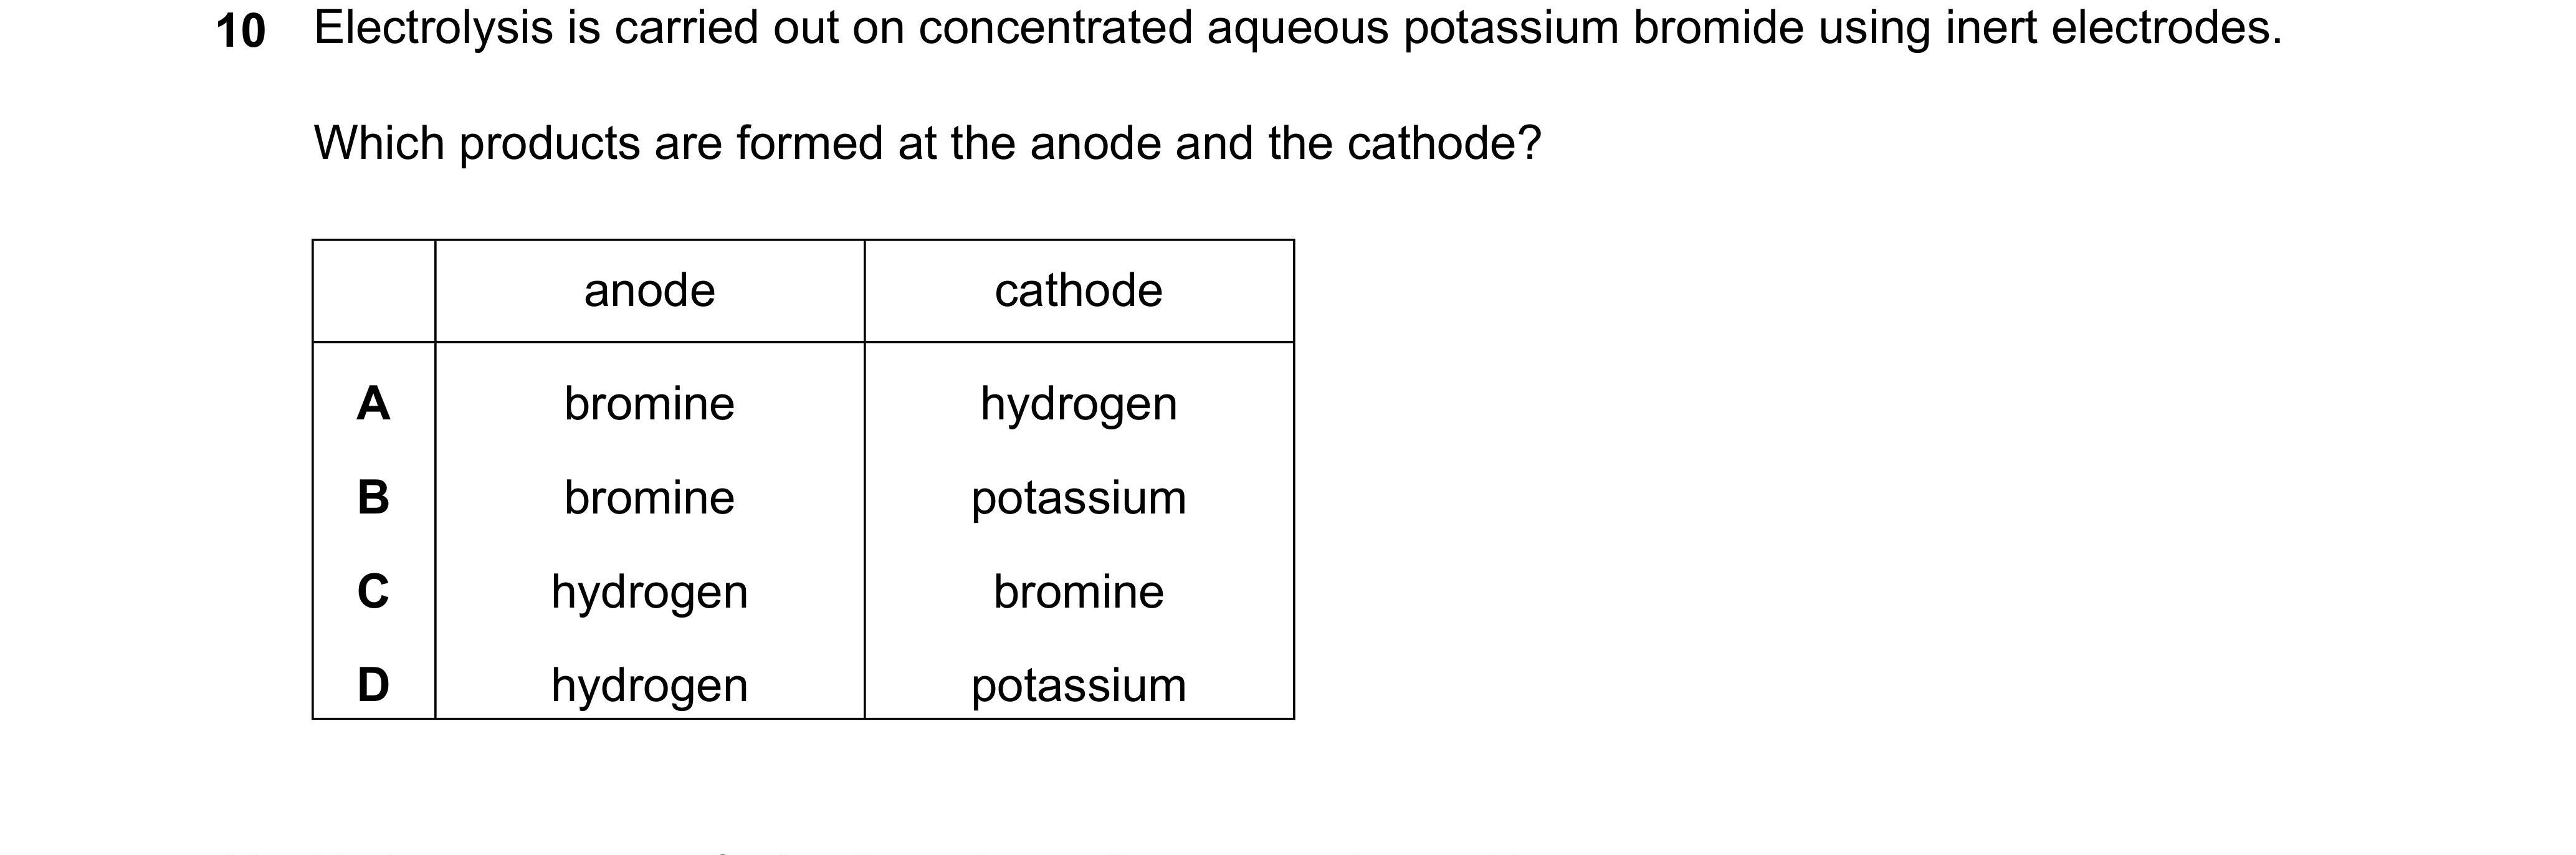 10 Electrolysis is carried out on concentrated aqueous potassium bromide using inert electrodes.
Which products are formed at the anode and the cathode?
anode cathode
A bromine hydrogen
B bromine potassium
C hydrogen bromine
D hydrogen potassium